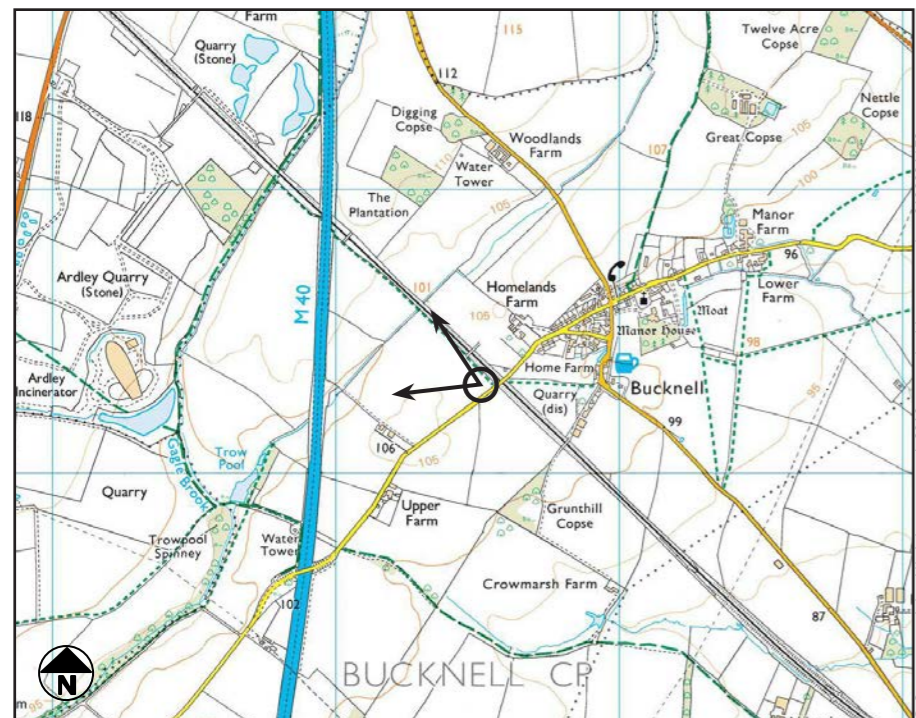 Farm
Quarry
(Stone)
115
Twelve Acre
Copse
118
112
Digging
Copse
Woodlands
Farm
Great Copse
105
Nettle
Copse
110
Water
Tower
107
100
The
Plantation
105
Manor
Farm
96
Ardley Quarry
(Stone)
M 40
101
Homelands
Farm
105
Lower
Farm
Moat
Manor House
98
Ardley
Incinerator
Home Farm
Bucknell
95
Quarry
(dis)
99
Gagle Brook
Trow
Pool
106
105
Quarry
Upper
Farm
Grunthill
Copse
Trowpool
Spinney
Water
Tower
Crowmarsh Farm
102
87
N
BUCKNELL CP
m
95